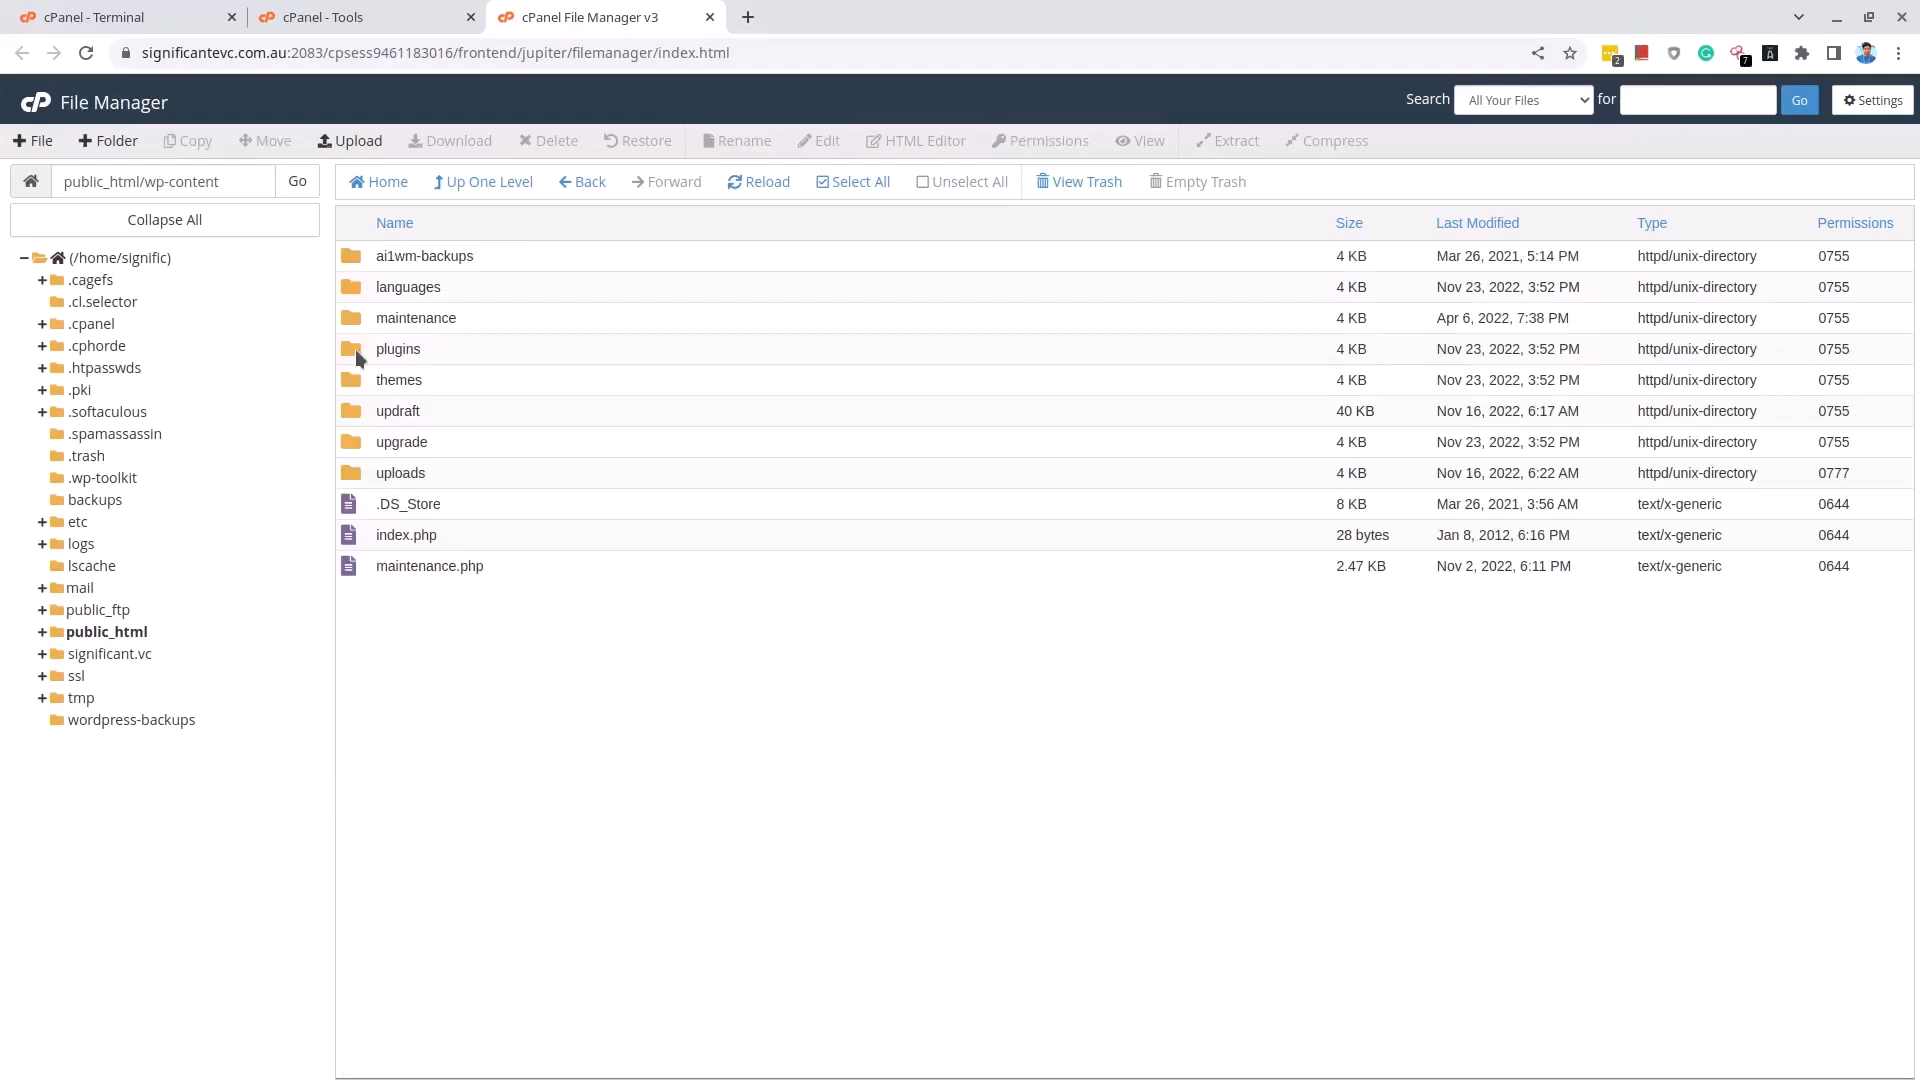 cPanel - Terminal
cPanel - Tools
cPanel File Manager v3
significantevc.com.au:2083/cpsess9461183016/frontend/jupiter/filemanager/index.html
2
7
cP File Manager
Search All Your Files for Go Settings
File Folder Copy Move Upload Download Delete Restore Rename Edit HTML Editor Permissions View Extract Compress
public_html/wp-content Go
Home Up One Level Back Forward Reload Select All Unselect All View Trash Empty Trash
Collapse All
(/home/signific)
.cagefs
.cl.selector
.cpanel
.cphorde
.htpasswds
.pki
.softaculous
.spamassassin
.trash
.wp-toolkit
backups
etc
logs
lscache
mail
public_ftp
public_html
significant.vc
ssl
tmp
wordpress-backups
Name Size Last Modified Type Permissions
ai1wm-backups 4 KB Mar 26, 2021, 5:14 PM httpd/unix-directory 0755
languages 4 KB Nov 23, 2022, 3:52 PM httpd/unix-directory 0755
maintenance 4 KB Apr 6, 2022, 7:38 PM httpd/unix-directory 0755
plugins 4 KB Nov 23, 2022, 3:52 PM httpd/unix-directory 0755
themes 4 KB Nov 23, 2022, 3:52 PM httpd/unix-directory 0755
updraft 40 KB Nov 16, 2022, 6:17 AM httpd/unix-directory 0755
upgrade 4 KB Nov 23, 2022, 3:52 PM httpd/unix-directory 0755
uploads 4 KB Nov 16, 2022, 6:22 AM httpd/unix-directory 0777
.DS_Store 8 KB Mar 26, 2021, 3:56 AM text/x-generic 0644
index.php 28 bytes Jan 8, 2012, 6:16 PM text/x-generic 0644
maintenance.php 2.47 KB Nov 2, 2022, 6:11 PM text/x-generic 0644